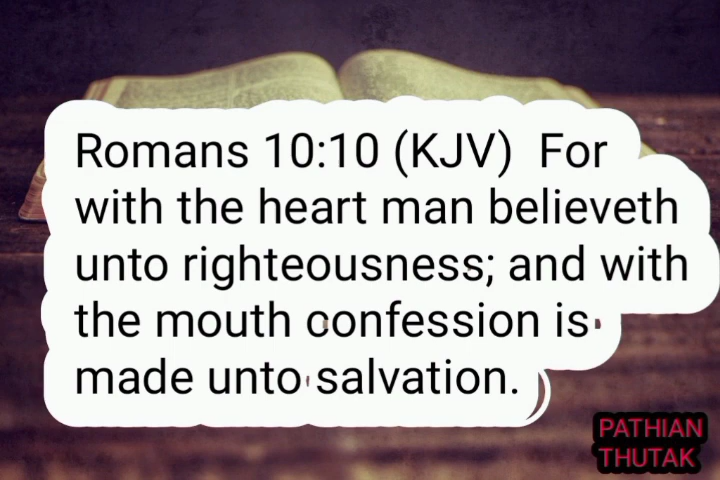 Romans 10:10 (KJV)  For
with the heart man believeth
unto righteousness; and with
the mouth confession is
made unto salvation.
PATHIAN
THUTAK